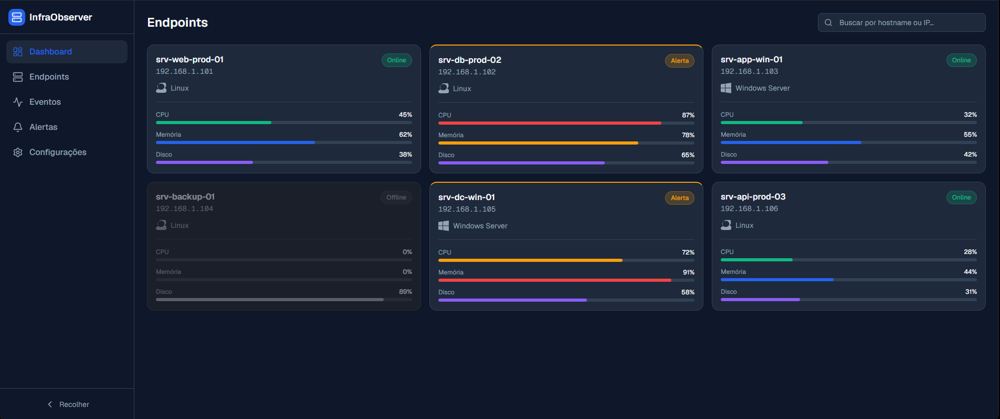 InfraObserver
Dashboard
Endpoints
Eventos
Alertas
Configurações
Recolher
Endpoints
Buscar por hostname ou IP...
srv-web-prod-01
Online
192.168.1.101
Linux
CPU 45%
Memória 62%
Disco 38%
srv-db-prod-02
Alerta
192.168.1.102
Linux
CPU 87%
Memória 78%
Disco 65%
srv-app-win-01
Online
192.168.1.103
Windows Server
CPU 32%
Memória 55%
Disco 42%
srv-backup-01
Offline
192.168.1.104
Linux
CPU 0%
Memória 0%
Disco 89%
srv-dc-win-01
Alerta
192.168.1.105
Windows Server
CPU 72%
Memória 91%
Disco 58%
srv-api-prod-03
Online
192.168.1.106
Linux
CPU 28%
Memória 44%
Disco 31%